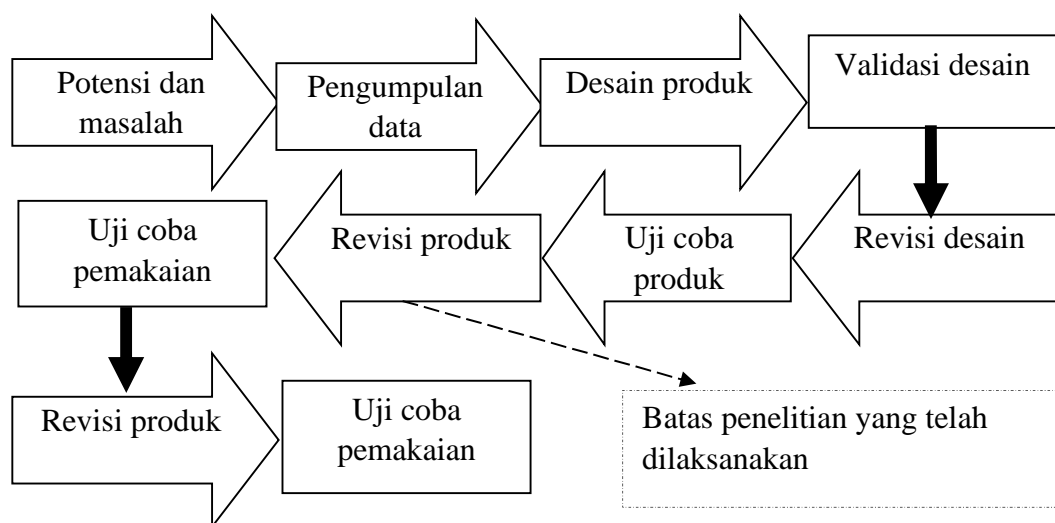 Potensi dan
masalah
Pengumpulan
data
Desain produk
Validasi desain
Revisi desain
Uji coba
produk
Revisi produk
Uji coba
pemakaian
Revisi produk
Uji coba
pemakaian
Batas penelitian yang telah
dilaksanakan